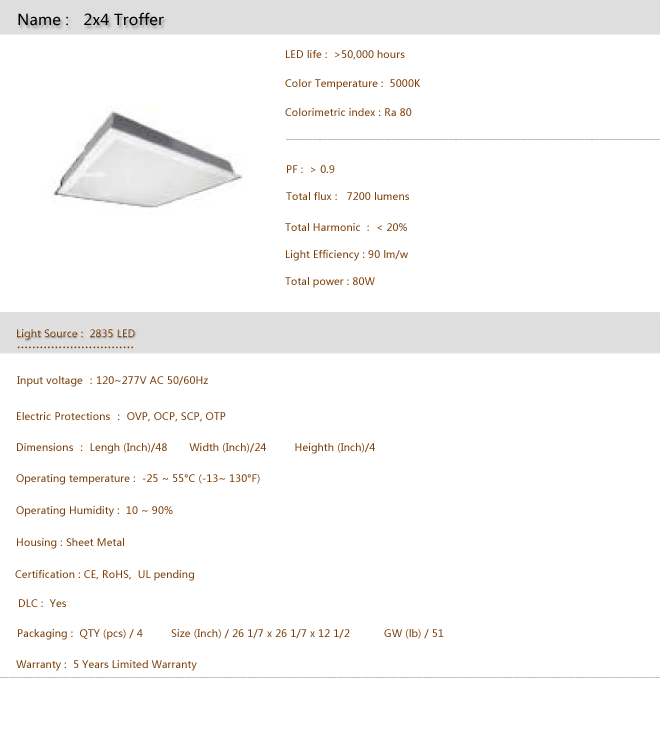 Name : 2x4 Troffer
LED life : >50,000 hours
Color Temperature : 5000K
Colorimetric index : Ra 80
PF : > 0.9
Total flux : 7200 lumens
Total Harmonic : < 20%
Light Efficiency : 90 lm/w
Total power : 80W
Light Source : 2835 LED
Input voltage : 120~277V AC 50/60Hz
Electric Protections : OVP, OCP, SCP, OTP
Dimensions : Lengh (Inch)/48 Width (Inch)/24 Heighth (Inch)/4
Operating temperature : -25 ~ 55°C (-13~ 130°F)
Operating Humidity : 10 ~ 90%
Housing : Sheet Metal
Certification : CE, RoHS, UL pending
DLC : Yes
Packaging : QTY (pcs) / 4 Size (Inch) / 26 1/7 x 26 1/7 x 12 1/2 GW (lb) / 51
Warranty : 5 Years Limited Warranty